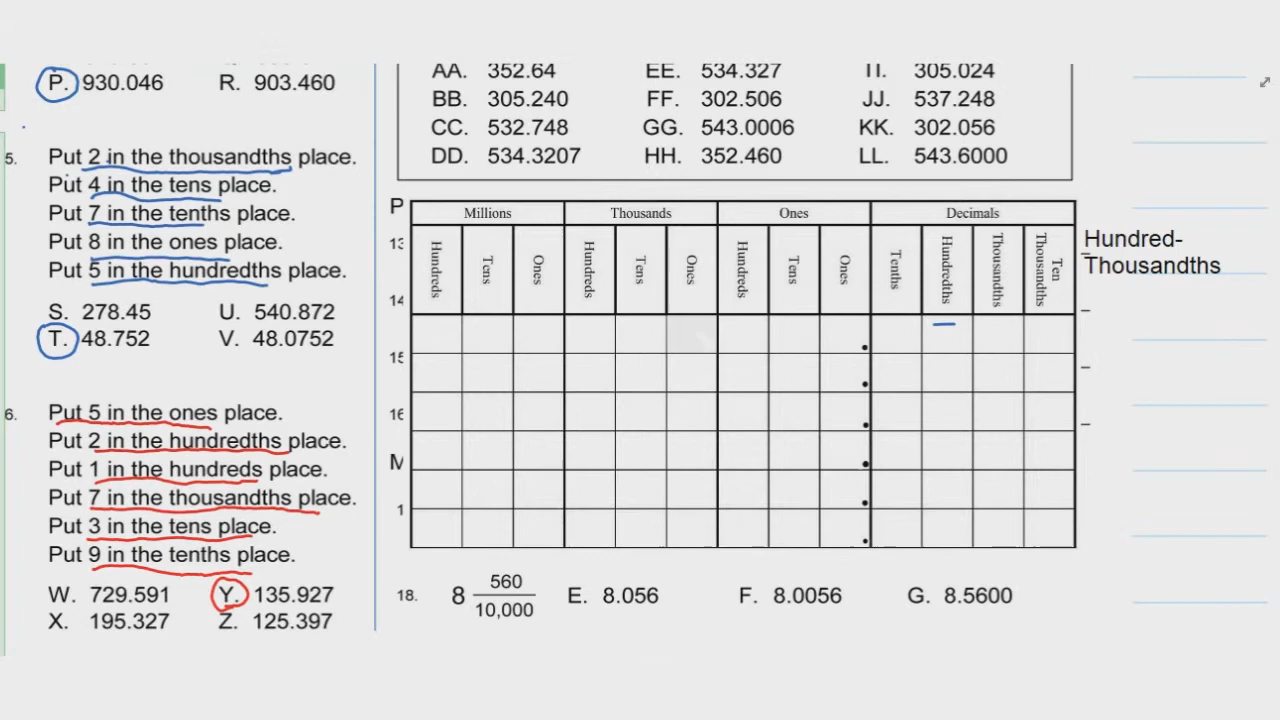 P. 930.046 R. 903.460
5. Put 2 in the thousandths place.
Put 4 in the tens place.
Put 7 in the tenths place.
Put 8 in the ones place.
Put 5 in the hundredths place.
S. 278.45 U. 540.872
T. 48.752 V. 48.0752
6. Put 5 in the ones place.
Put 2 in the hundredths place.
Put 1 in the hundreds place.
Put 7 in the thousandths place.
Put 3 in the tens place.
Put 9 in the tenths place.
W. 729.591 Y. 135.927
X. 195.327 Z. 125.397
AA. 352.64 EE. 534.327 II. 305.024
BB. 305.240 FF. 302.506 JJ. 537.248
CC. 532.748 GG. 543.0006 KK. 302.056
DD. 534.3207 HH. 352.460 LL. 543.6000
P
Millions Thousands Ones Decimals
Hundreds Tens Ones Hundreds Tens Ones Hundreds Tens Ones Tenths Hundredths Thousandths Ten Thousandths
Hundred-
Thousandths
13
14
15
16
M
1
18. 8 560/10,000 E. 8.056 F. 8.0056 G. 8.5600